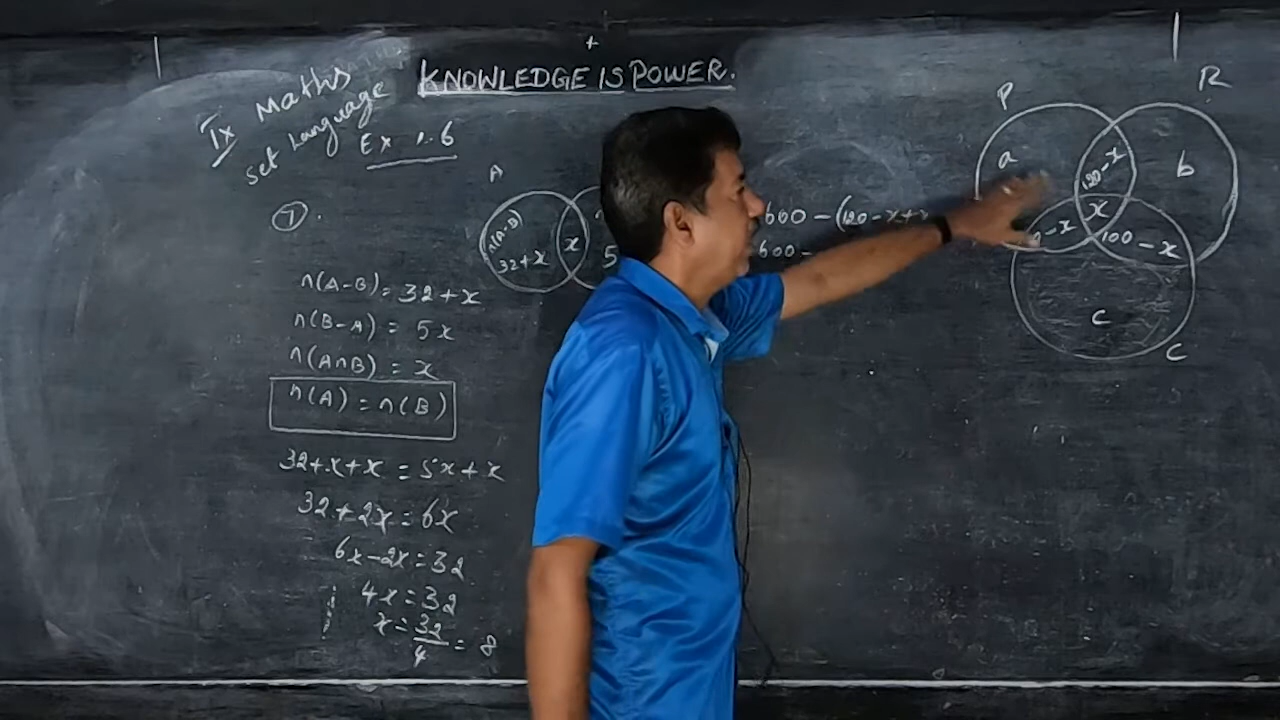 KNOWLEDGE IS POWER.
IX Maths
Set Language
Ex 1.6
7.
A
n(A-B)
32+x
x
5
n(A-B) = 32+x
n(B-A) = 5x
n(A∩B) = x
n(A) = n(B)
32+x+x = 5x+x
32+2x = 6x
6x-2x = 32
4x = 32
x = 32/4 = 8
600 - (120-x+
600 -
P
R
a
120-x
b
x
-x
100-x
c
C